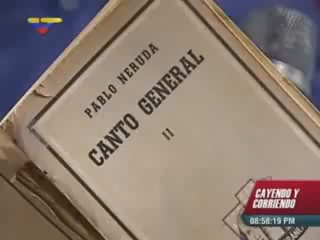 PABLO NERUDA
CANTO GENERAL
II
CAYENDO Y
CORRIENDO
08:58:19 PM